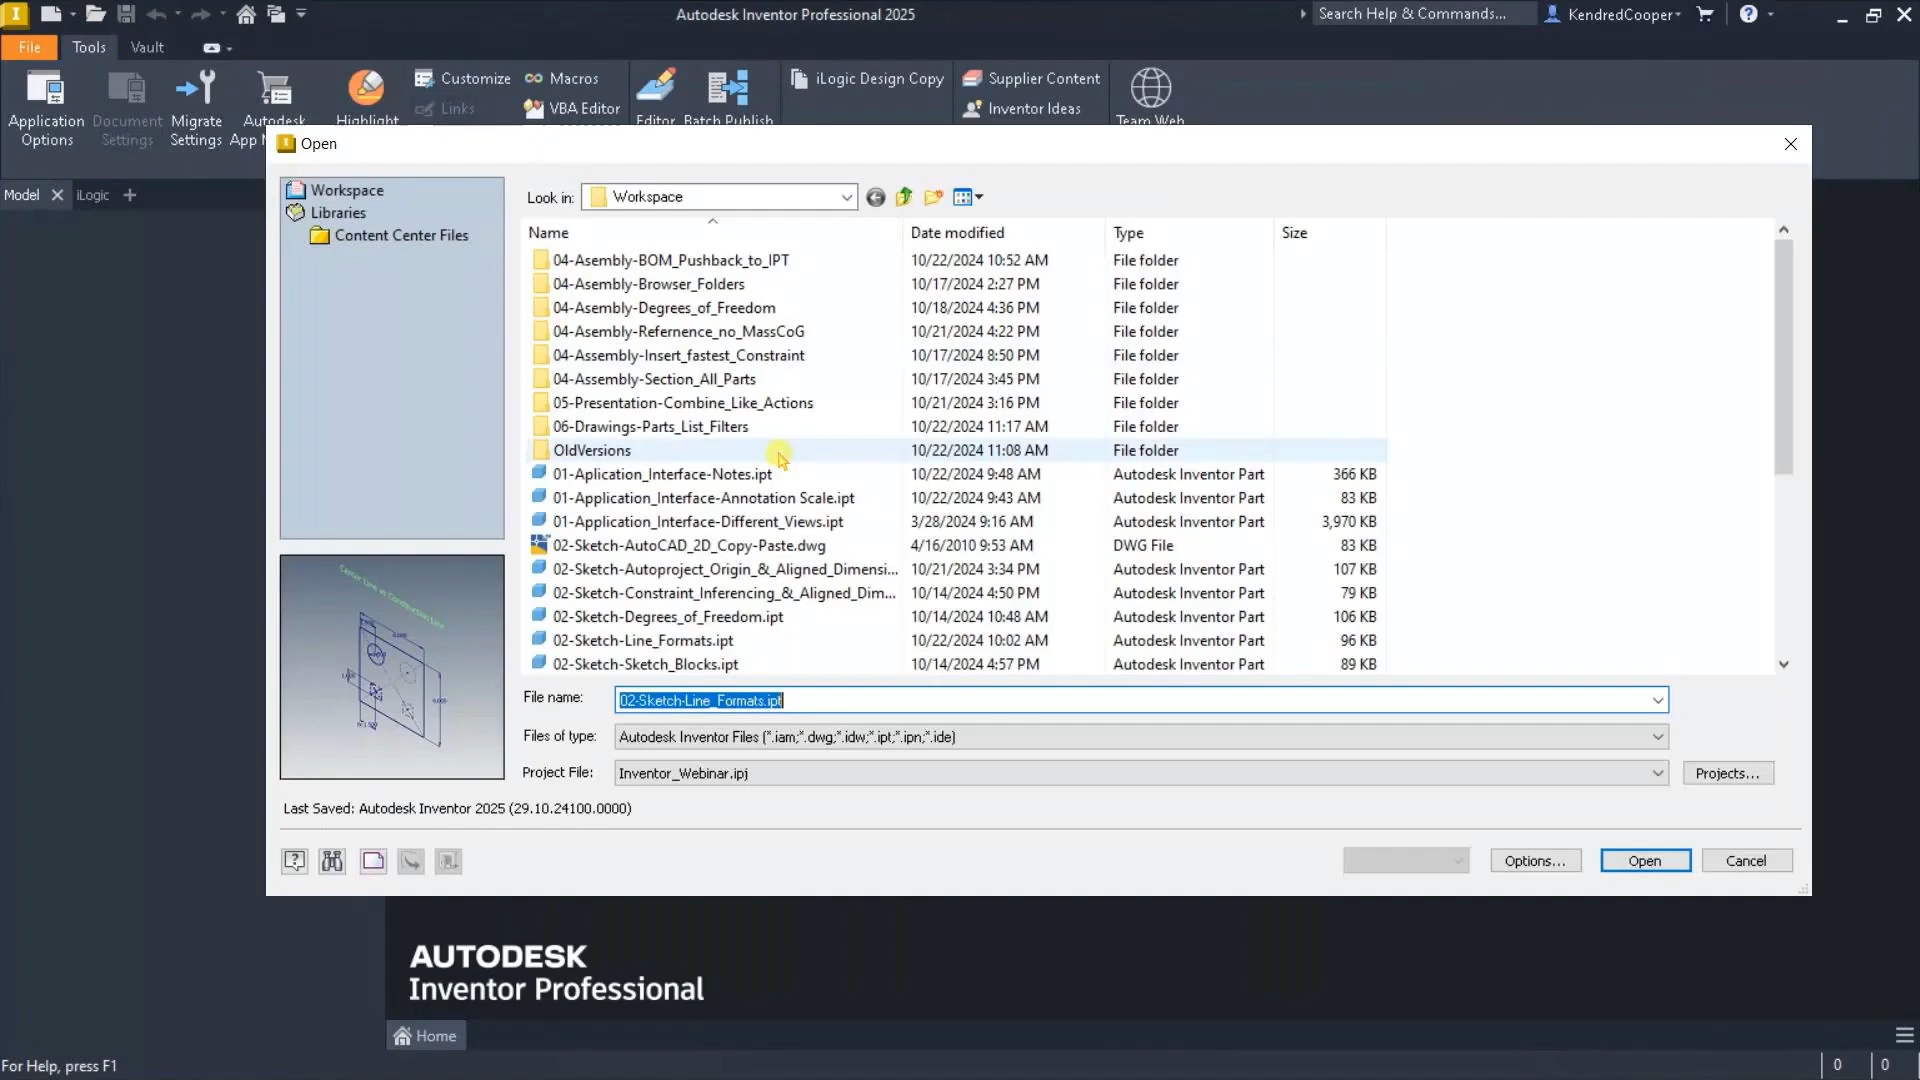 Autodesk Inventor Professional 2025
Search Help & Commands...
KendredCooper
File
Tools
Vault
Application Options
Document Settings
Migrate Settings
Autodesk
App
Highlight
Customize
Links
Macros
VBA Editor
Editor
Batch Publish
iLogic Design Copy
Supplier Content
Inventor Ideas
Team Web
Model
iLogic
Open
Workspace
Libraries
Content Center Files
Look in:
Workspace
Name Date modified Type Size
04-Asembly-BOM_Pushback_to_IPT 10/22/2024 10:52 AM File folder
04-Asembly-Browser_Folders 10/17/2024 2:27 PM File folder
04-Asembly-Degrees_of_Freedom 10/18/2024 4:36 PM File folder
04-Asembly-Refernence_no_MassCoG 10/21/2024 4:22 PM File folder
04-Assembly-Insert_fastest_Constraint 10/17/2024 8:50 PM File folder
04-Assembly-Section_All_Parts 10/17/2024 3:45 PM File folder
05-Presentation-Combine_Like_Actions 10/21/2024 3:16 PM File folder
06-Drawings-Parts_List_Filters 10/22/2024 11:17 AM File folder
OldVersions 10/22/2024 11:08 AM File folder
01-Aplication_Interface-Notes.ipt 10/22/2024 9:48 AM Autodesk Inventor Part 366 KB
01-Application_Interface-Annotation Scale.ipt 10/22/2024 9:43 AM Autodesk Inventor Part 83 KB
01-Application_Interface-Different_Views.ipt 3/28/2024 9:16 AM Autodesk Inventor Part 3,970 KB
02-Sketch-AutoCAD_2D_Copy-Paste.dwg 4/16/2010 9:53 AM DWG File 83 KB
02-Sketch-Autoproject_Origin_&_Aligned_Dimensi... 10/21/2024 3:34 PM Autodesk Inventor Part 107 KB
02-Sketch-Constraint_Inferencing_&_Aligned_Dim... 10/14/2024 4:50 PM Autodesk Inventor Part 79 KB
02-Sketch-Degrees_of_Freedom.ipt 10/14/2024 10:48 AM Autodesk Inventor Part 106 KB
02-Sketch-Line_Formats.ipt 10/22/2024 10:02 AM Autodesk Inventor Part 96 KB
02-Sketch-Sketch_Blocks.ipt 10/14/2024 4:57 PM Autodesk Inventor Part 89 KB
Center Line vs Construction Line
File name: 02-Sketch-Line_Formats.ipt
Files of type: Autodesk Inventor Files (*.iam;*.dwg;*.idw;*.ipt;*.ipn;*.ide)
Project File: Inventor_Webinar.ipj
Projects...
Last Saved: Autodesk Inventor 2025 (29.10.24100.0000)
Options...
Open
Cancel
AUTODESK
Inventor Professional
Home
For Help, press F1
0
0